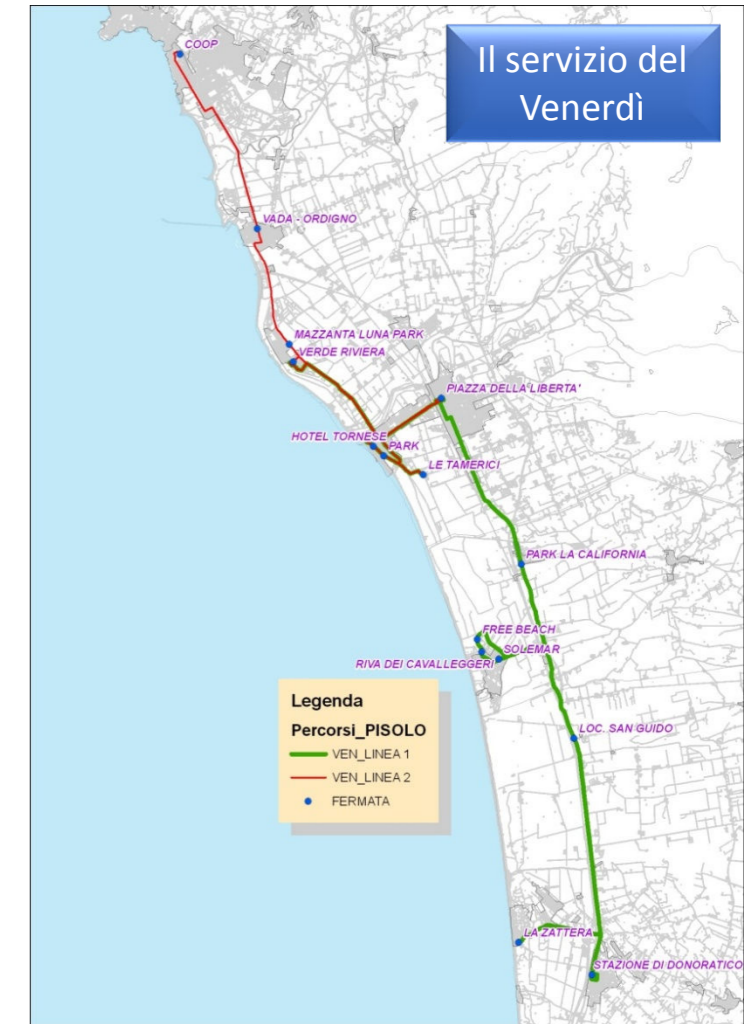 Il servizio del
Venerdì
COOP
VADA - ORDIGNO
MAZZANTA LUNA PARK
VERDE RIVIERA
PIAZZA DELLA LIBERTA'
HOTEL TORNESE
PARK
LE TAMERICI
PARK LA CALIFORNIA
FREE BEACH
SOLEMAR
RIVA DEI CAVALLEGGERI
Legenda
Percorsi_PISOLO
VEN_LINEA 1
VEN_LINEA 2
FERMATA
LOC. SAN GUIDO
LA ZATTERA
STAZIONE DI DONORATICO